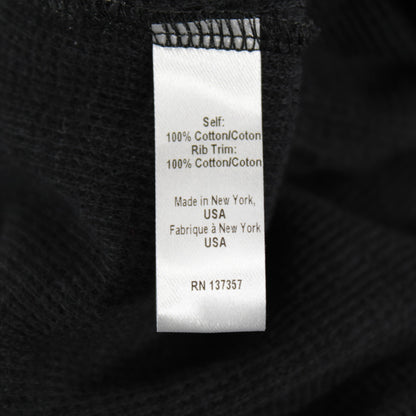 Self:
100% Cotton/Coton
Rib Trim:
100% Cotton/Coton
Made in New York,
USA
Fabrique à New York
USA
RN 137357